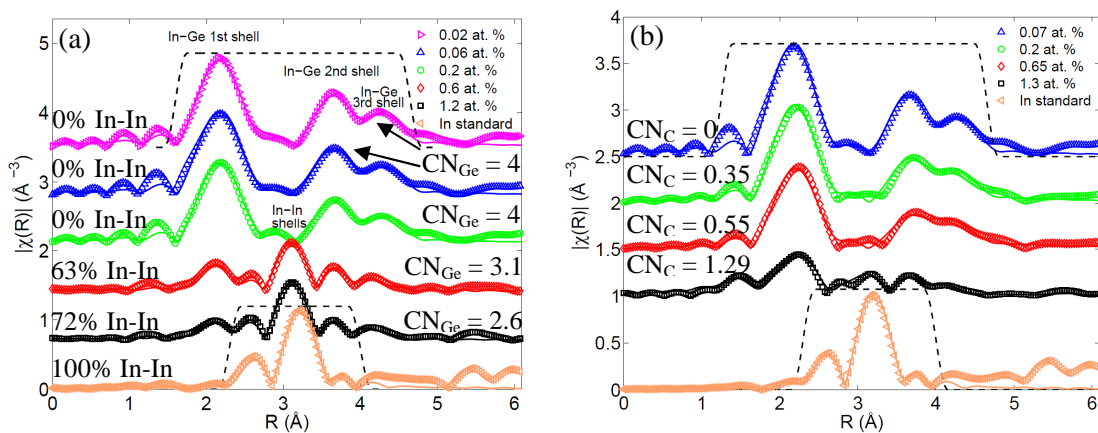 (a)
In-Ge 1st shell
In-Ge 2nd shell
In-Ge
3rd shell
0.02 at. %
0.06 at. %
0.2 at. %
0.6 at. %
1.2 at. %
In standard
0% In-In
CN_Ge = 4
0% In-In
In-In
shells
0% In-In
CN_Ge = 4
63% In-In
CN_Ge = 3.1
72% In-In
CN_Ge = 2.6
100% In-In
|χ(R)| (Å⁻³)
5
4
3
2
1
0
0 1 2 3 4 5 6
R (Å)
(b)
0.07 at. %
0.2 at. %
0.65 at. %
1.3 at. %
In standard
CN_C = 0
CN_C = 0.35
CN_C = 0.55
CN_C = 1.29
|χ(R)| (Å⁻³)
4
3.5
3
2.5
2
1.5
1
0.5
0
0 1 2 3 4 5 6
R (Å)